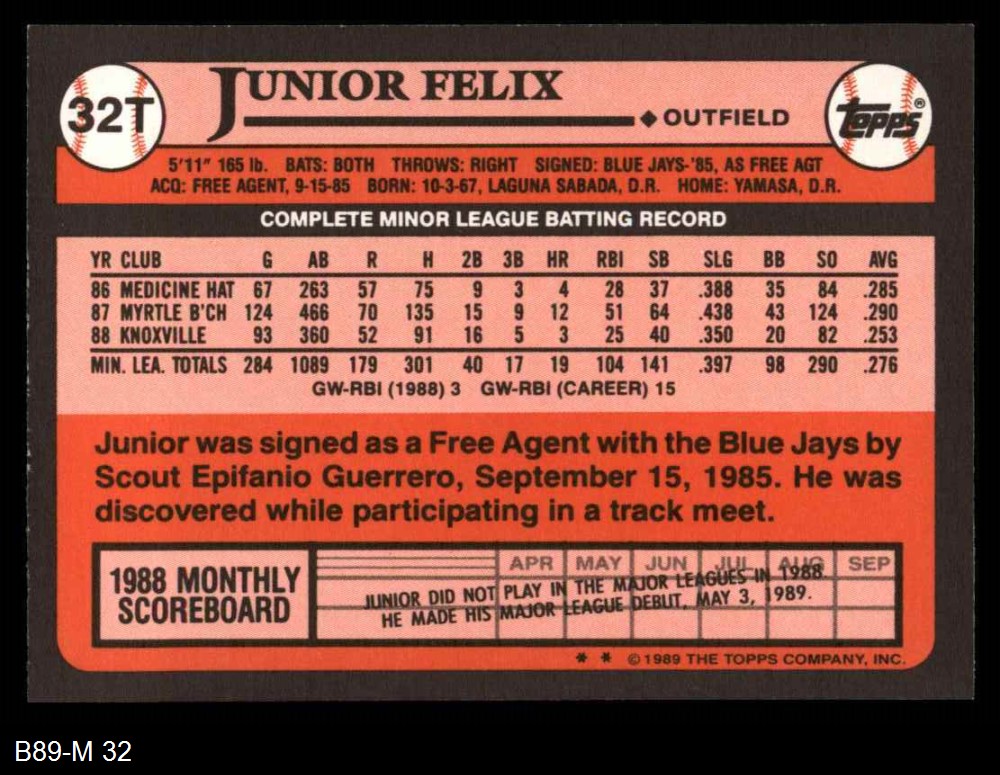 32T
JUNIOR FELIX
◆ OUTFIELD
TOPPS®
5'11" 165 lb. BATS: BOTH THROWS: RIGHT SIGNED: BLUE JAYS-'85, AS FREE AGT
ACQ: FREE AGENT, 9-15-85 BORN: 10-3-67, LAGUNA SABADA, D.R. HOME: YAMASA, D.R.
COMPLETE MINOR LEAGUE BATTING RECORD
YR CLUB G AB R H 2B 3B HR RBI SB SLG BB SO AVG
86 MEDICINE HAT 67 263 57 75 9 3 4 28 37 .388 35 84 .285
87 MYRTLE B'CH 124 466 70 135 15 9 12 51 64 .438 43 124 .290
88 KNOXVILLE 93 360 52 91 16 5 3 25 40 .350 20 82 .253
MIN. LEA. TOTALS 284 1089 179 301 40 17 19 104 141 .397 98 290 .276
GW-RBI (1988) 3 GW-RBI (CAREER) 15
Junior was signed as a Free Agent with the Blue Jays by
Scout Epifanio Guerrero, September 15, 1985. He was
discovered while participating in a track meet.
1988 MONTHLY
SCOREBOARD
APR MAY JUN JUL AUG SEP
JUNIOR DID NOT PLAY IN THE MAJOR LEAGUES IN 1988.
HE MADE HIS MAJOR LEAGUE DEBUT, MAY 3, 1989.
* * © 1989 THE TOPPS COMPANY, INC.
B89-M 32